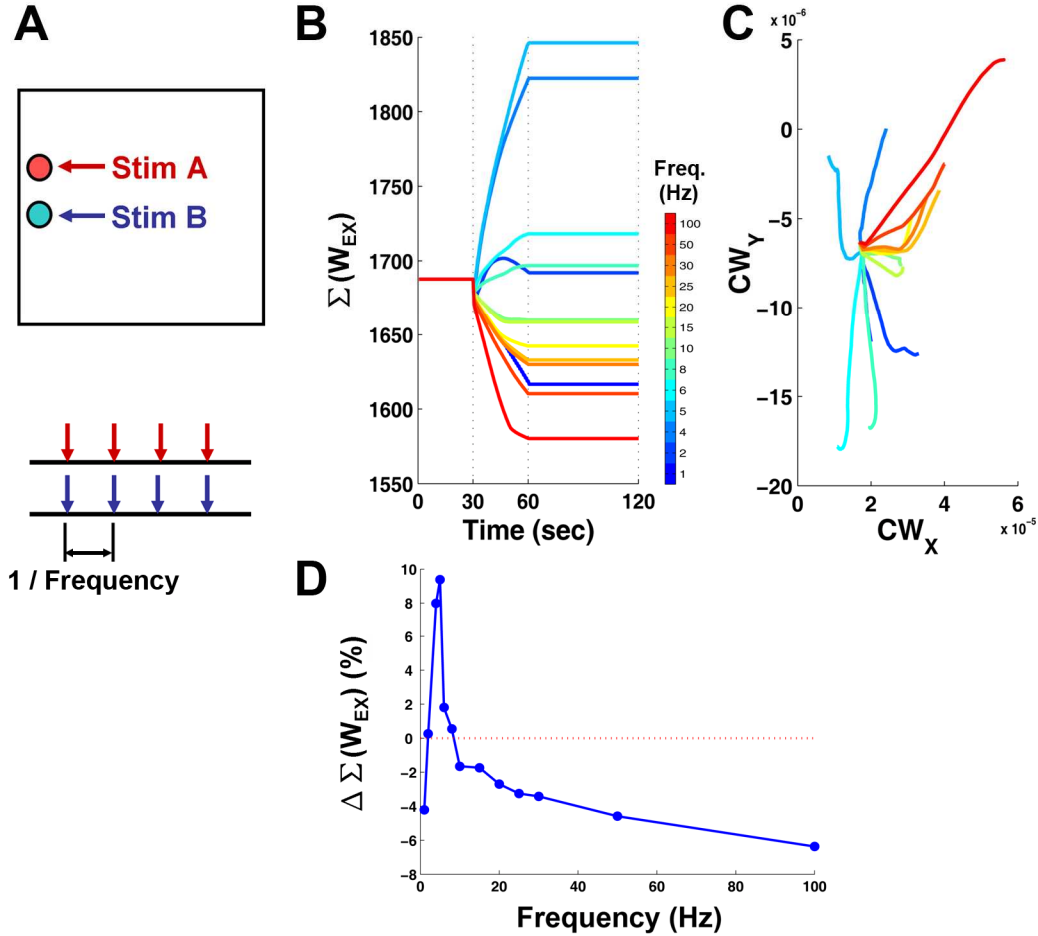 A
Stim A
Stim B
1 / Frequency
B
Σ (W_EX)
1850
1800
1750
1700
1650
1600
1550
0
30
60
120
Time (sec)
Freq.
(Hz)
100
50
30
25
20
15
10
8
6
5
4
2
1
C
x 10^-6
CW_Y
5
0
−5
−10
−15
−20
0
2
4
6
CW_X
x 10^-5
D
Δ Σ (W_EX) (%)
10
8
6
4
2
0
−2
−4
−6
−8
0
20
40
60
80
100
Frequency (Hz)